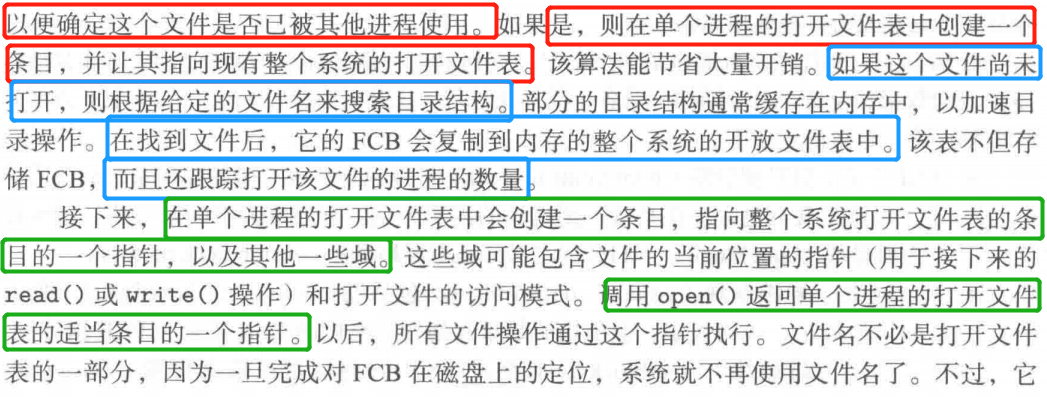 以便确定这个文件是否已被其他进程使用。如果是，则在单个进程的打开文件表中创建一个
条目，并让其指向现有整个系统的打开文件表。该算法能节省大量开销。如果这个文件尚未
打开，则根据给定的文件名来搜索目录结构。部分的目录结构通常缓存在内存中，以加速目
录操作。在找到文件后，它的 FCB 会复制到内存的整个系统的开放文件表中。该表不但存
储 FCB，而且还跟踪打开该文件的进程的数量。
接下来，在单个进程的打开文件表中会创建一个条目，指向整个系统打开文件表的条
目的一个指针，以及其他一些域。这些域可能包含文件的当前位置的指针（用于接下来的
read() 或 write() 操作）和打开文件的访问模式。调用 open() 返回单个进程的打开文件
表的适当条目的一个指针。以后，所有文件操作通过这个指针执行。文件名不必是打开文件
表的一部分，因为一旦完成对 FCB 在磁盘上的定位，系统就不再使用文件名了。不过，它